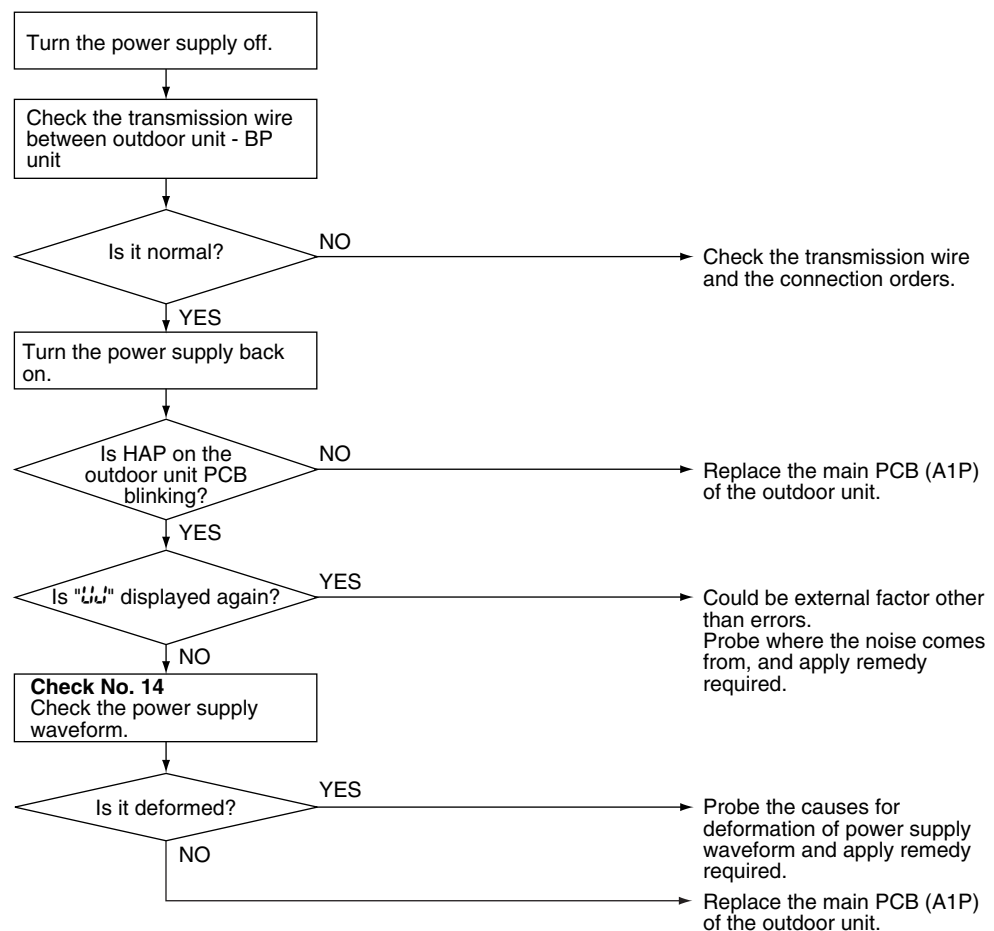 Turn the power supply off.
Check the transmission wire
between outdoor unit - BP
unit
Is it normal?
NO
Check the transmission wire
and the connection orders.
YES
Turn the power supply back
on.
Is HAP on the
outdoor unit PCB
blinking?
NO
Replace the main PCB (A1P)
of the outdoor unit.
YES
Is "UJ" displayed again?
YES
Could be external factor other
than errors.
Probe where the noise comes
from, and apply remedy
required.
NO
Check No. 14
Check the power supply
waveform.
Is it deformed?
YES
Probe the causes for
deformation of power supply
waveform and apply remedy
required.
NO
Replace the main PCB (A1P)
of the outdoor unit.